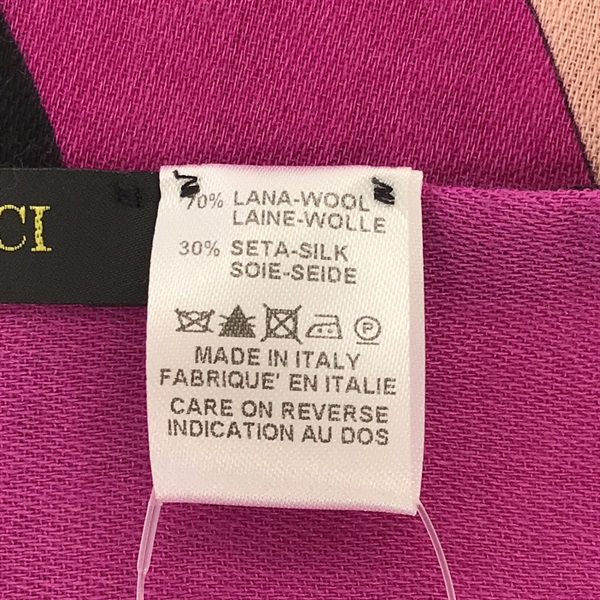 CI
70% LANA-WOOL
LAINE-WOLLE
30% SETA-SILK
SOIE-SEIDE
P
MADE IN ITALY
FABRIQUE' EN ITALIE
CARE ON REVERSE
INDICATION AU DOS